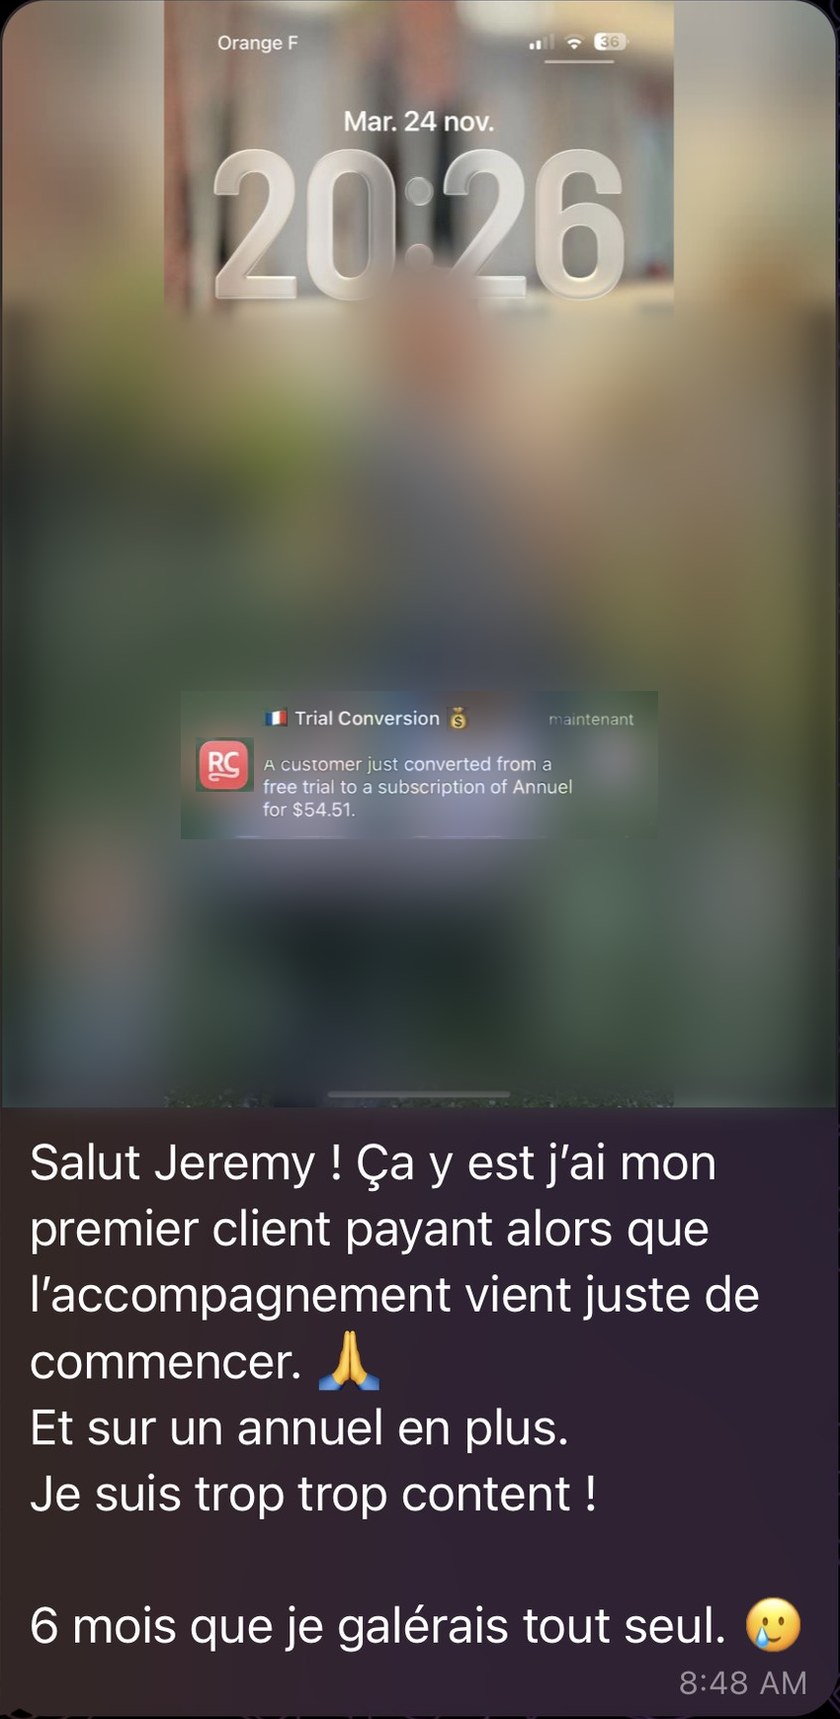 Orange F
36
Mar. 24 nov.
20:26
🇫🇷 Trial Conversion 💰
maintenant
RC
A customer just converted from a
free trial to a subscription of Annuel
for $54.51.
Salut Jeremy ! Ça y est j’ai mon
premier client payant alors que
l’accompagnement vient juste de
commencer. 🙏
Et sur un annuel en plus.
Je suis trop trop content !
6 mois que je galérais tout seul. 🥲
8:48 AM